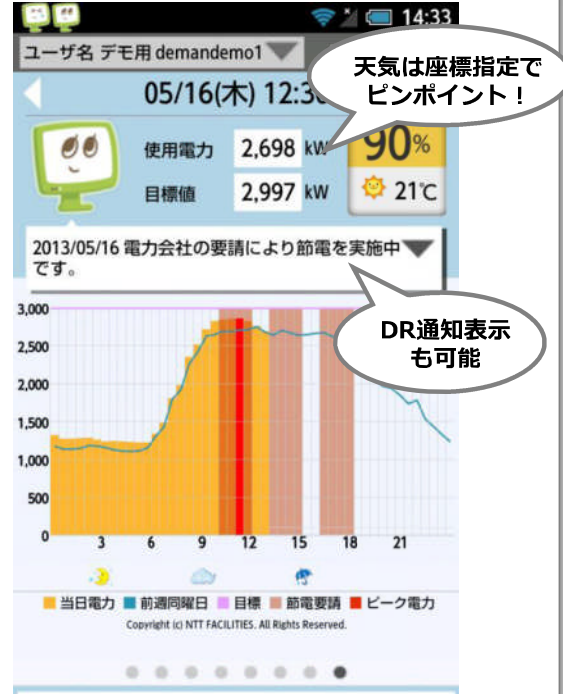 14:33
ユーザ名 デモ用 demandemo1
天気は座標指定で
ピンポイント！
05/16(木) 12:3
使用電力 2,698 kW
90%
目標値 2,997 kW
21℃
2013/05/16 電力会社の要請により節電を実施中
です。
DR通知表示
も可能
3,000
2,500
2,000
1,500
1,000
500
0
3 6 9 12 15 18 21
当日電力 前週同曜日 目標 節電要請 ピーク電力
Copyright (c) NTT FACILITIES. All Rights Reserved.